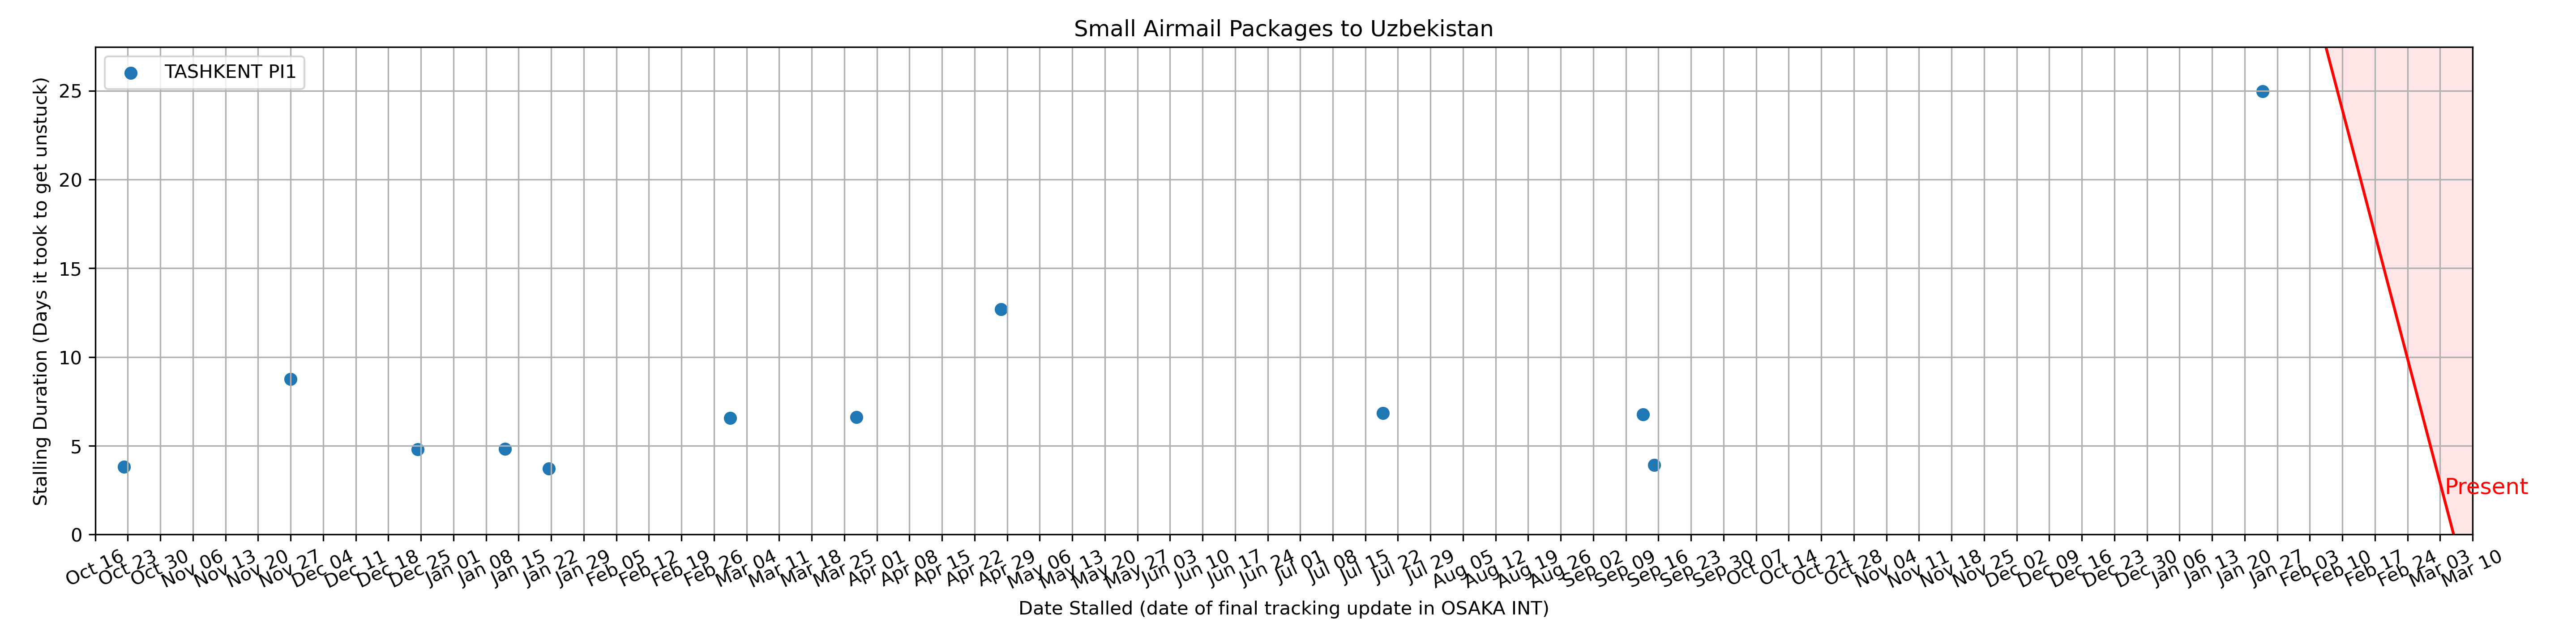 Small Airmail Packages to Uzbekistan
TASHKENT PI1
Stalling Duration (Days it took to get unstuck)
25
20
15
10
5
0
Present
Oct 16 Oct 23 Oct 30 Nov 06 Nov 13 Nov 20 Nov 27 Dec 04 Dec 11 Dec 18 Dec 25 Jan 01 Jan 08 Jan 15 Jan 22 Jan 29 Feb 05 Feb 12 Feb 19 Feb 26 Mar 04 Mar 11 Mar 18 Mar 25 Apr 01 Apr 08 Apr 15 Apr 22 Apr 29 May 06 May 13 May 20 May 27 Jun 03 Jun 10 Jun 17 Jun 24 Jul 01 Jul 08 Jul 15 Jul 22 Jul 29 Aug 05 Aug 12 Aug 19 Aug 26 Sep 02 Sep 09 Sep 16 Sep 23 Sep 30 Oct 07 Oct 14 Oct 21 Oct 28 Nov 04 Nov 11 Nov 18 Nov 25 Dec 02 Dec 09 Dec 16 Dec 23 Dec 30 Jan 06 Jan 13 Jan 20 Jan 27 Feb 03 Feb 10 Feb 17 Feb 24 Mar 03 Mar 10
Date Stalled (date of final tracking update in OSAKA INT)